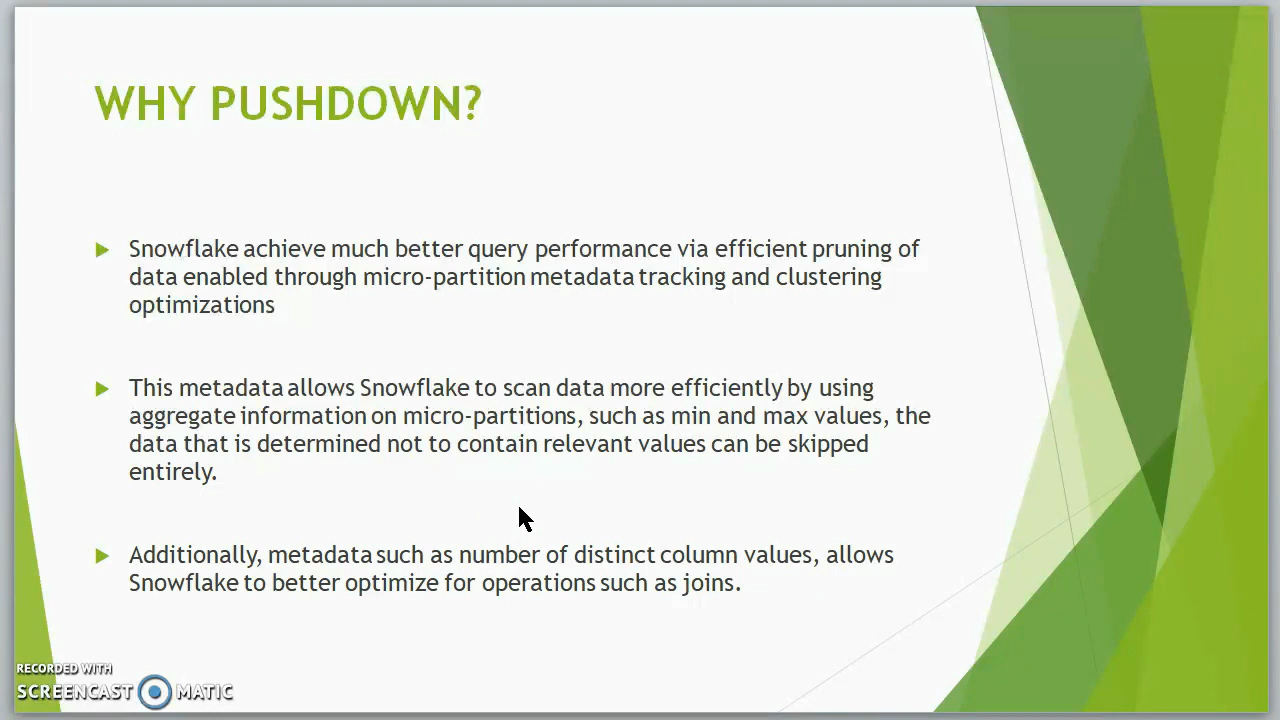 WHY PUSHDOWN?
Snowflake achieve much better query performance via efficient pruning of
data enabled through micro-partition metadata tracking and clustering
optimizations
This metadata allows Snowflake to scan data more efficiently by using
aggregate information on micro-partitions, such as min and max values, the
data that is determined not to contain relevant values can be skipped
entirely.
Additionally, metadata such as number of distinct column values, allows
Snowflake to better optimize for operations such as joins.
RECORDED WITH
SCREENCAST MATIC